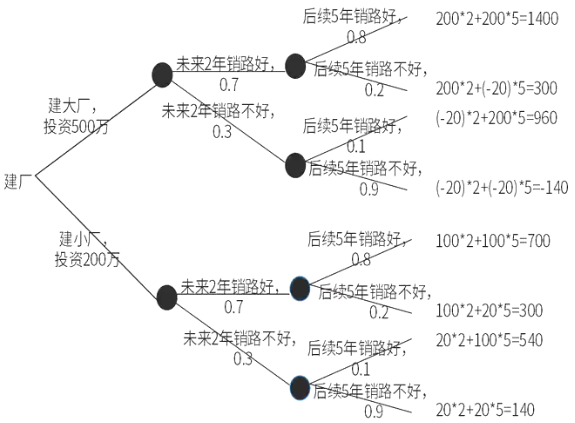 后续5年销路好，
0.8
200*2+200*5=1400
未来2年销路好，
0.7
后续5年销路不好，
0.2
200*2+(-20)*5=300
建大厂，
投资500万
未来2年销路不好，
0.3
后续5年销路好，
0.1
(-20)*2+200*5=960
后续5年销路不好，
0.9
(-20)*2+(-20)*5=-140
建厂
建小厂，
投资200万
后续5年销路好，
0.8
100*2+100*5=700
未来2年销路好，
0.7
后续5年销路不好，
0.2
100*2+20*5=300
未来2年销路不好，
0.3
后续5年销路好，
0.1
20*2+100*5=540
后续5年销路不好，
0.9
20*2+20*5=140